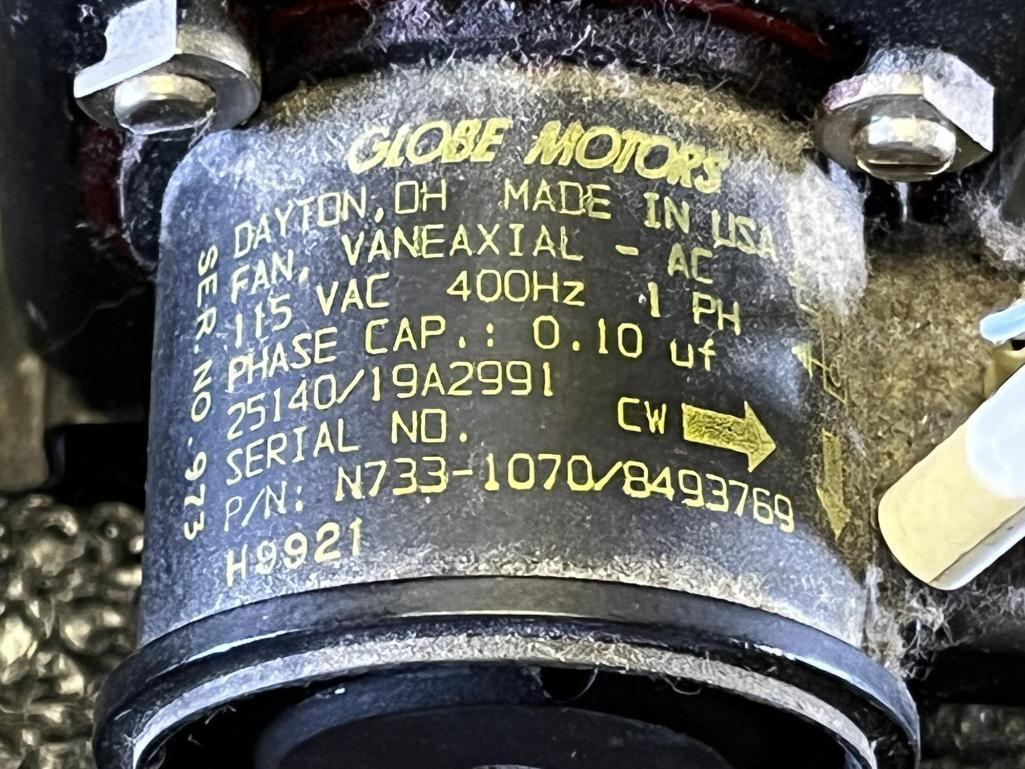 GLOBE MOTORS
DAYTON, OH MADE IN USA
FAN, VANEAXIAL - AC
115 VAC 400Hz 1 PH
PHASE CAP.: 0.10 uf
25140/19A2991
SERIAL NO. CW
P/N: N733-1070/8493769
H9921
SER.NO.973